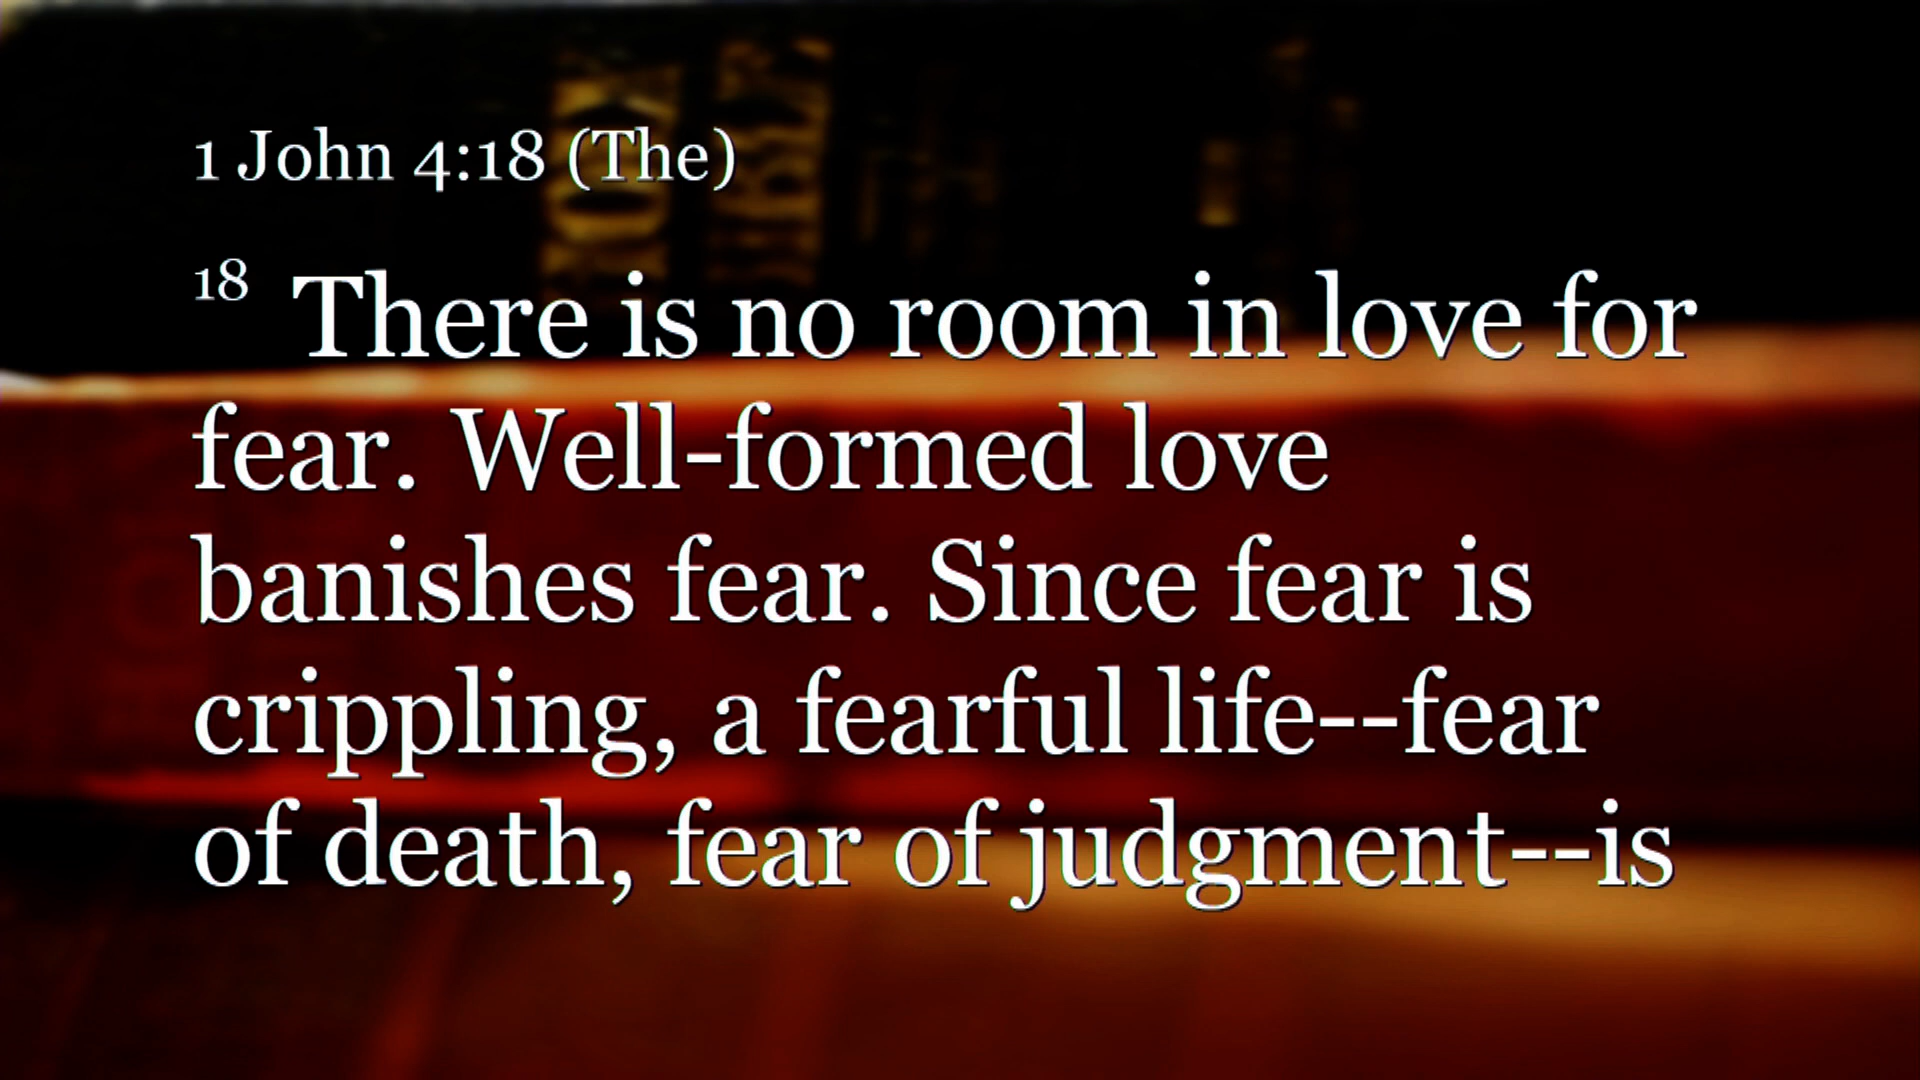 1 John 4:18 (The)
18 There is no room in love for
fear. Well-formed love
banishes fear. Since fear is
crippling, a fearful life--fear
of death, fear of judgment--is